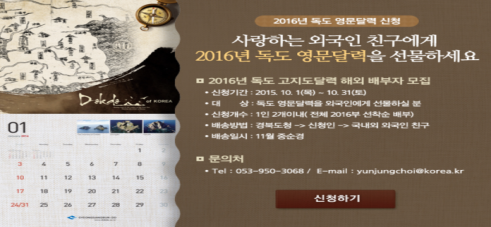 2016년 독도 영문달력 신청
사랑하는 외국인 친구에게
2016년 독도 영문달력을 선물하세요
2016년 독도 고지도달력 해외 배부자 모집
• 신청기간 : 2015. 10. 1(목) ~ 10. 31(토)
• 대 상 : 독도 영문달력을 외국인에게 선물하실 분
• 신청개수 : 1인 2개이내( 전체 2016부 선착순 배부)
• 배송방법 : 경북도청 -> 신청인 -> 국내외 외국인 친구
• 배송일시 : 11월 중순경
문의처
• Tel : 053-950-3068 / E-mail : yunjungchoi@korea.kr
신청하기
Dokdo OF KOREA
01
1 2
3 4 5 6 7 8 9
10 11 12 13 14 15 16
17 18 19 20 21 22 23
24/31 25 26 27 28 29 30